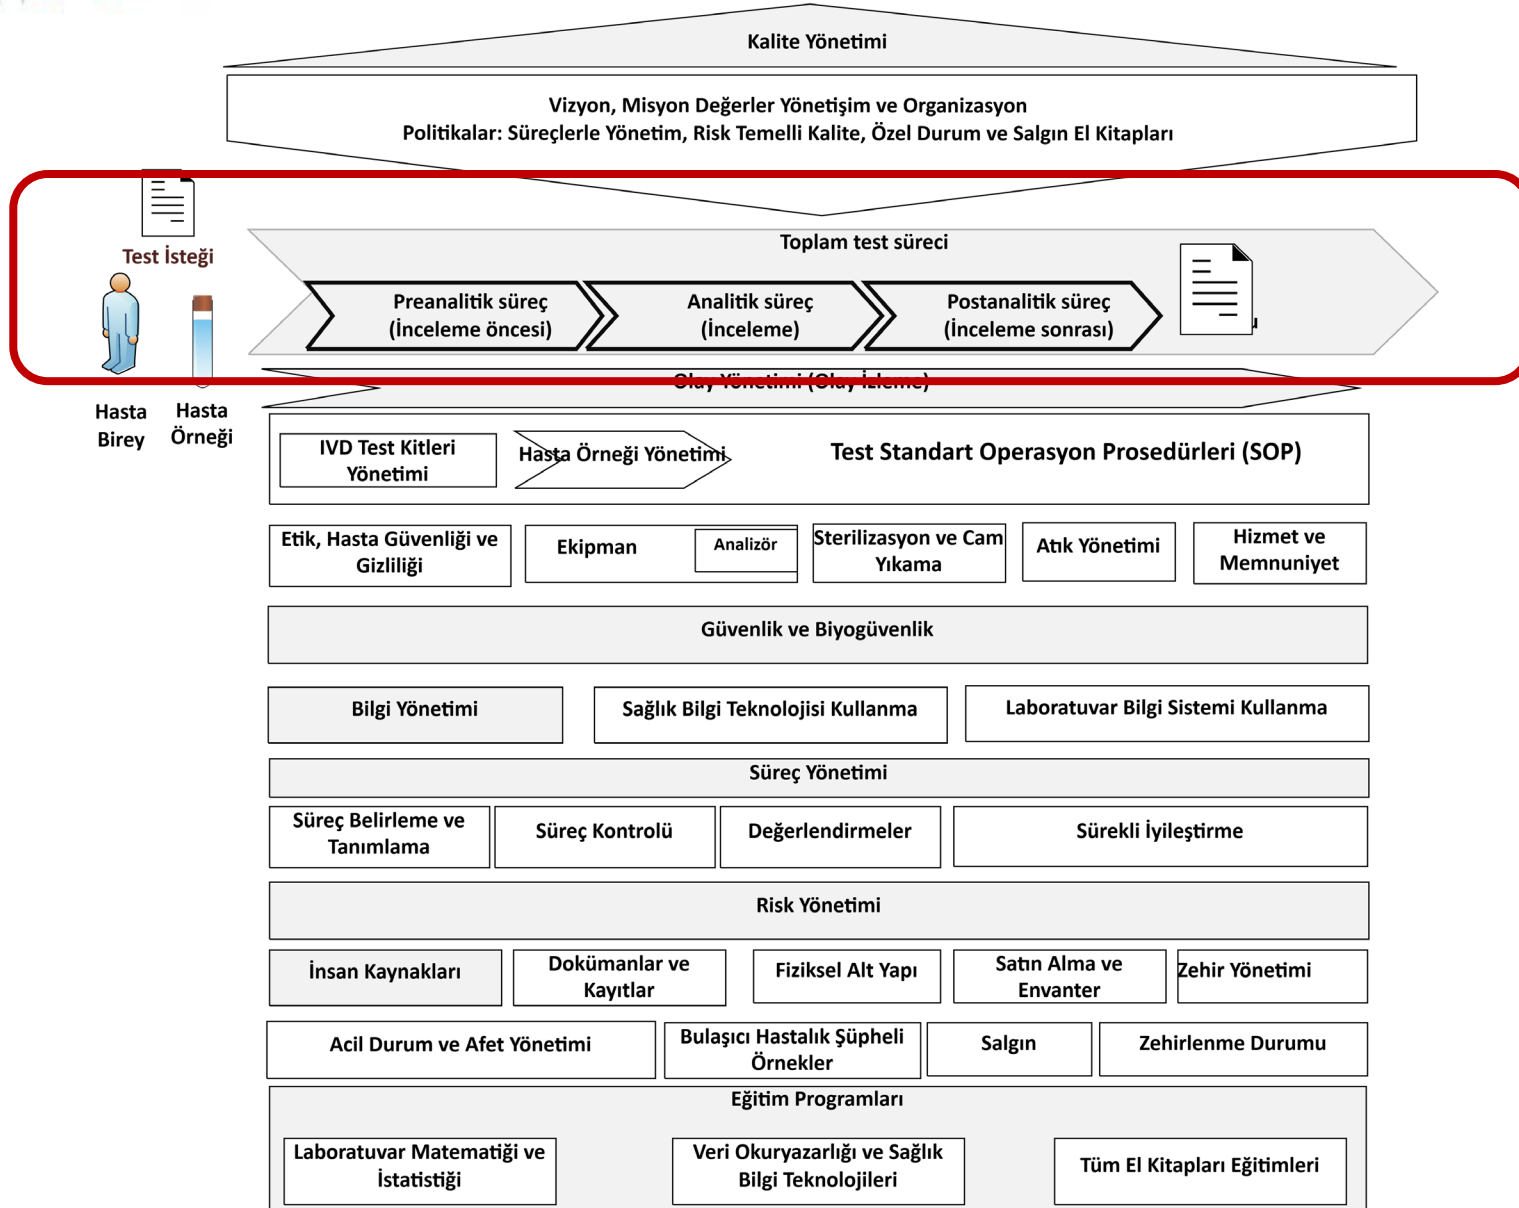 Kalite Yönetimi
Vizyon, Misyon Değerler Yönetişim ve Organizasyon
Politikalar: Süreçlerle Yönetim, Risk Temelli Kalite, Özel Durum ve Salgın El Kitapları
Test İsteği
Toplam test süreci
Preanalitik süreç
(İnceleme öncesi)
Analitik süreç
(İnceleme)
Postanalitik süreç
(İnceleme sonrası)
Hasta
Birey
Hasta
Örneği
Olay Yönetimi (Olay İzleme)
IVD Test Kitleri
Yönetimi
Hasta Örneği Yönetimi
Test Standart Operasyon Prosedürleri (SOP)
Etik, Hasta Güvenliği ve
Gizliliği
Ekipman
Analizör
Sterilizasyon ve Cam
Yıkama
Atık Yönetimi
Hizmet ve
Memnuniyet
Güvenlik ve Biyogüvenlik
Bilgi Yönetimi
Sağlık Bilgi Teknolojisi Kullanma
Laboratuvar Bilgi Sistemi Kullanma
Süreç Yönetimi
Süreç Belirleme ve
Tanımlama
Süreç Kontrolü
Değerlendirmeler
Sürekli İyileştirme
Risk Yönetimi
İnsan Kaynakları
Dokümanlar ve
Kayıtlar
Fiziksel Alt Yapı
Satın Alma ve
Envanter
Zehir Yönetimi
Acil Durum ve Afet Yönetimi
Bulaşıcı Hastalık Şüpheli
Örnekler
Salgın
Zehirlenme Durumu
Eğitim Programları
Laboratuvar Matematiği ve
İstatistiği
Veri Okuryazarlığı ve Sağlık
Bilgi Teknolojileri
Tüm El Kitapları Eğitimleri